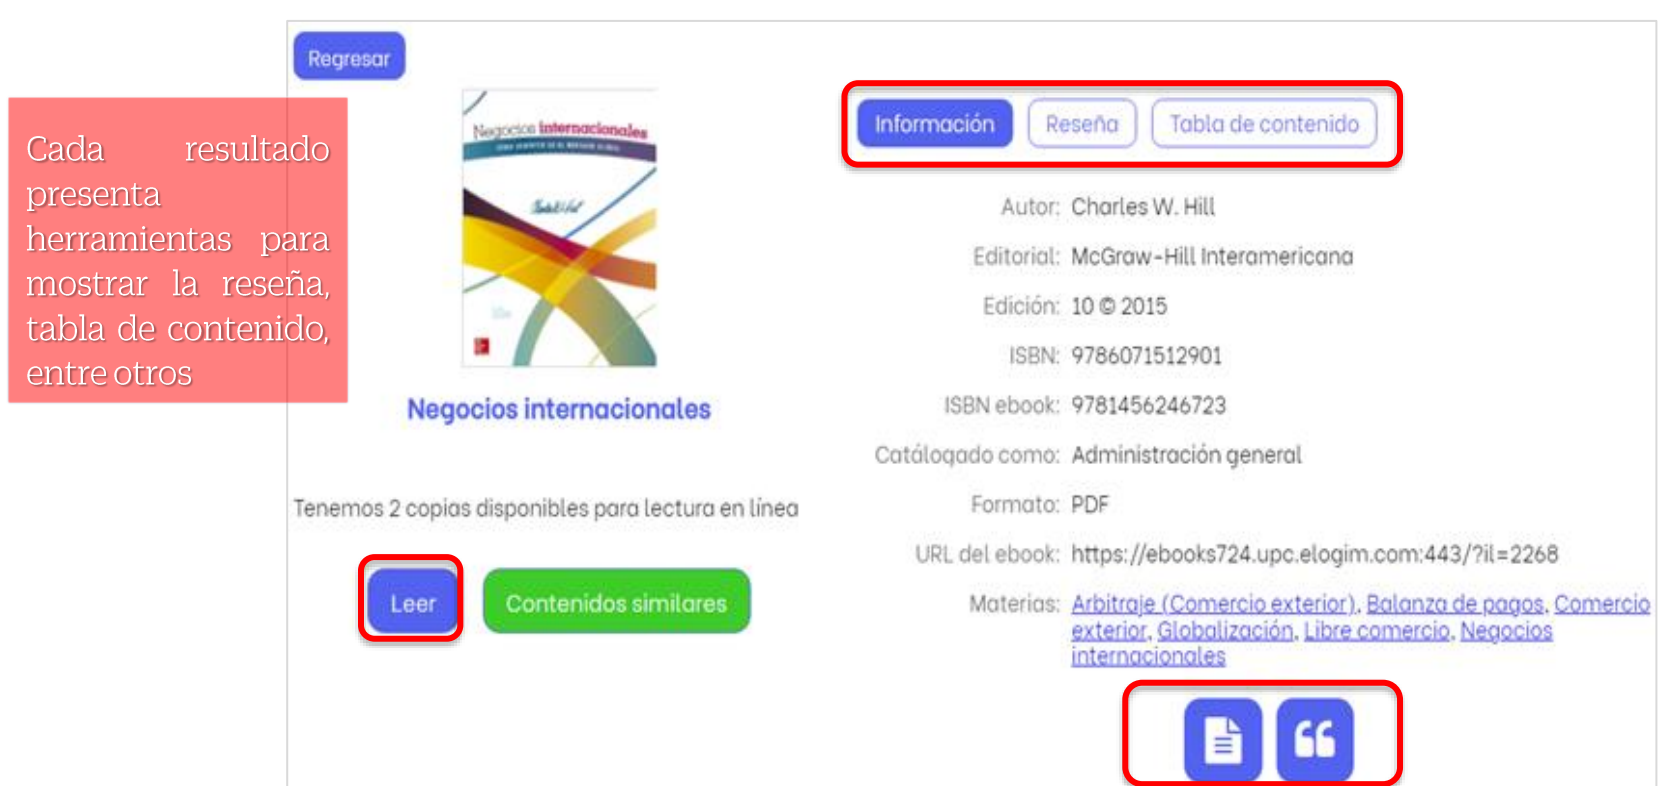 Regresar
Cada resultado
presenta
herramientas para
mostrar la reseña,
tabla de contenido,
entre otros
Negocios internacionales
Negocios internacionales
Tenemos 2 copias disponibles para lectura en línea
Leer
Contenidos similares
Información
Reseña
Tabla de contenido
Autor: Charles W. Hill
Editorial: McGraw-Hill Interamericana
Edición: 10 © 2015
ISBN: 9786071512901
ISBN ebook: 9781456246723
Catálogado como: Administración general
Formato: PDF
URL del ebook: https://ebooks724.upc.elogim.com:443/?il=2268
Materias: Arbitraje (Comercio exterior), Balanza de pagos, Comercio
exterior, Globalización, Libre comercio, Negocios
internacionales